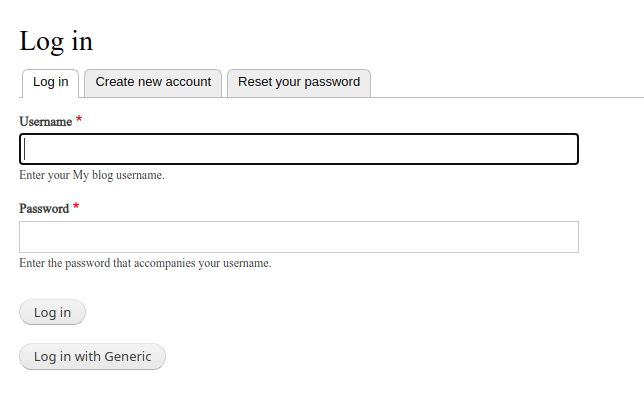 Log in
Log in
Create new account
Reset your password
Username *
Enter your My blog username.
Password *
Enter the password that accompanies your username.
Log in
Log in with Generic